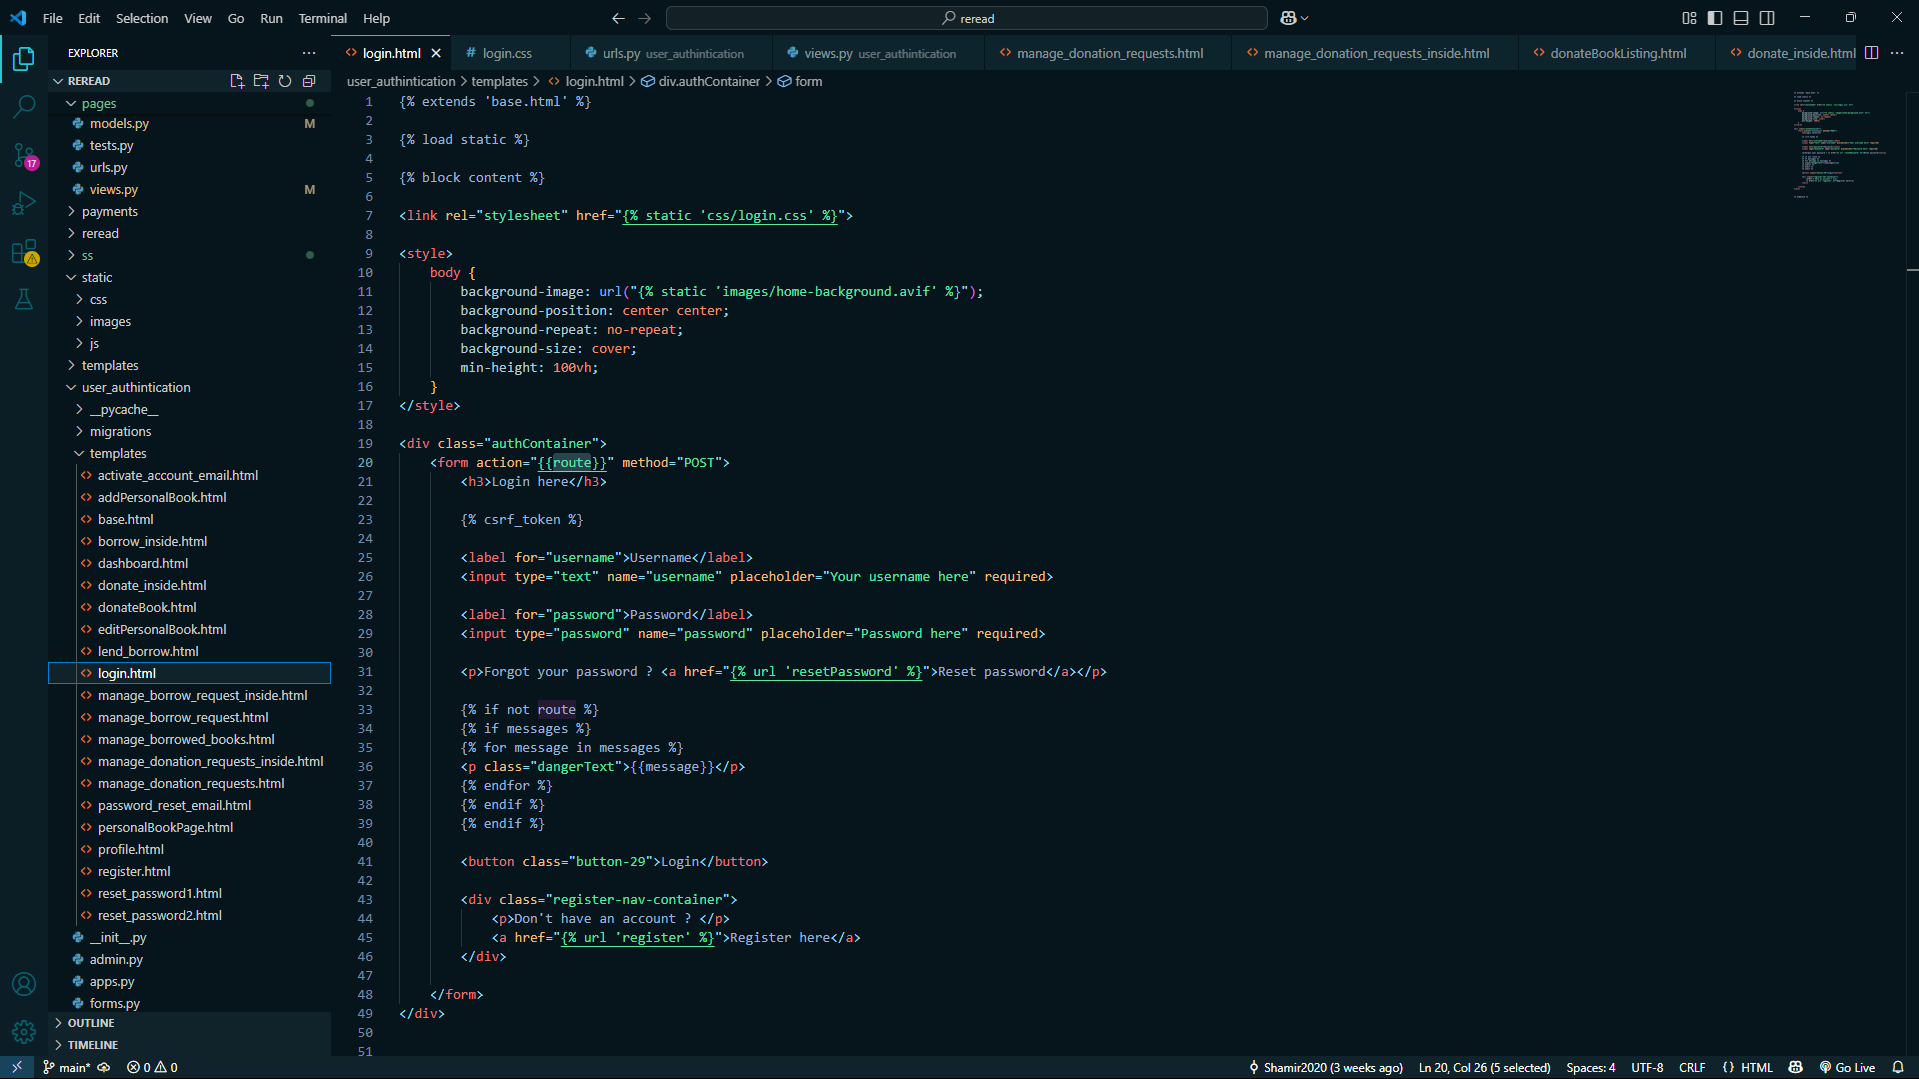 File Edit Selection View Go Run Terminal Help
reread
EXPLORER
login.html
login.css
urls.py user_authintication
views.py user_authintication
manage_donation_requests.html
manage_donation_requests_inside.html
donateBookListing.html
donate_inside.html
REREAD
user_authintication > templates > login.html > div.authContainer > form
pages
models.py M
tests.py
urls.py
views.py M
payments
reread
ss
static
css
images
js
templates
user_authintication
__pycache__
migrations
templates
activate_account_email.html
addPersonalBook.html
base.html
borrow_inside.html
dashboard.html
donate_inside.html
donateBook.html
editPersonalBook.html
lend_borrow.html
login.html
manage_borrow_request_inside.html
manage_borrow_request.html
manage_borrowed_books.html
manage_donation_requests_inside.html
manage_donation_requests.html
password_reset_email.html
personalBookPage.html
profile.html
register.html
reset_password1.html
reset_password2.html
__init__.py
admin.py
apps.py
forms.py
OUTLINE
TIMELINE
17
1 {% extends 'base.html' %}
2
3 {% load static %}
4
5 {% block content %}
6
7 <link rel="stylesheet" href="{% static 'css/login.css' %}">
8
9 <style>
10 body {
11 background-image: url("{% static 'images/home-background.avif' %}");
12 background-position: center center;
13 background-repeat: no-repeat;
14 background-size: cover;
15 min-height: 100vh;
16 }
17 </style>
18
19 <div class="authContainer">
20 <form action="{{route}}" method="POST">
21 <h3>Login here</h3>
22
23 {% csrf_token %}
24
25 <label for="username">Username</label>
26 <input type="text" name="username" placeholder="Your username here" required>
27
28 <label for="password">Password</label>
29 <input type="password" name="password" placeholder="Password here" required>
30
31 <p>Forgot your password ? <a href="{% url 'resetPassword' %}">Reset password</a></p>
32
33 {% if not route %}
34 {% if messages %}
35 {% for message in messages %}
36 <p class="dangerText">{{message}}</p>
37 {% endfor %}
38 {% endif %}
39 {% endif %}
40
41 <button class="button-29">Login</button>
42
43 <div class="register-nav-container">
44 <p>Don't have an account ? </p>
45 <a href="{% url 'register' %}">Register here</a>
46 </div>
47
48 </form>
49 </div>
50
51
main* 0 0 Shamir2020 (3 weeks ago) Ln 20, Col 26 (5 selected) Spaces: 4 UTF-8 CRLF {} HTML Go Live